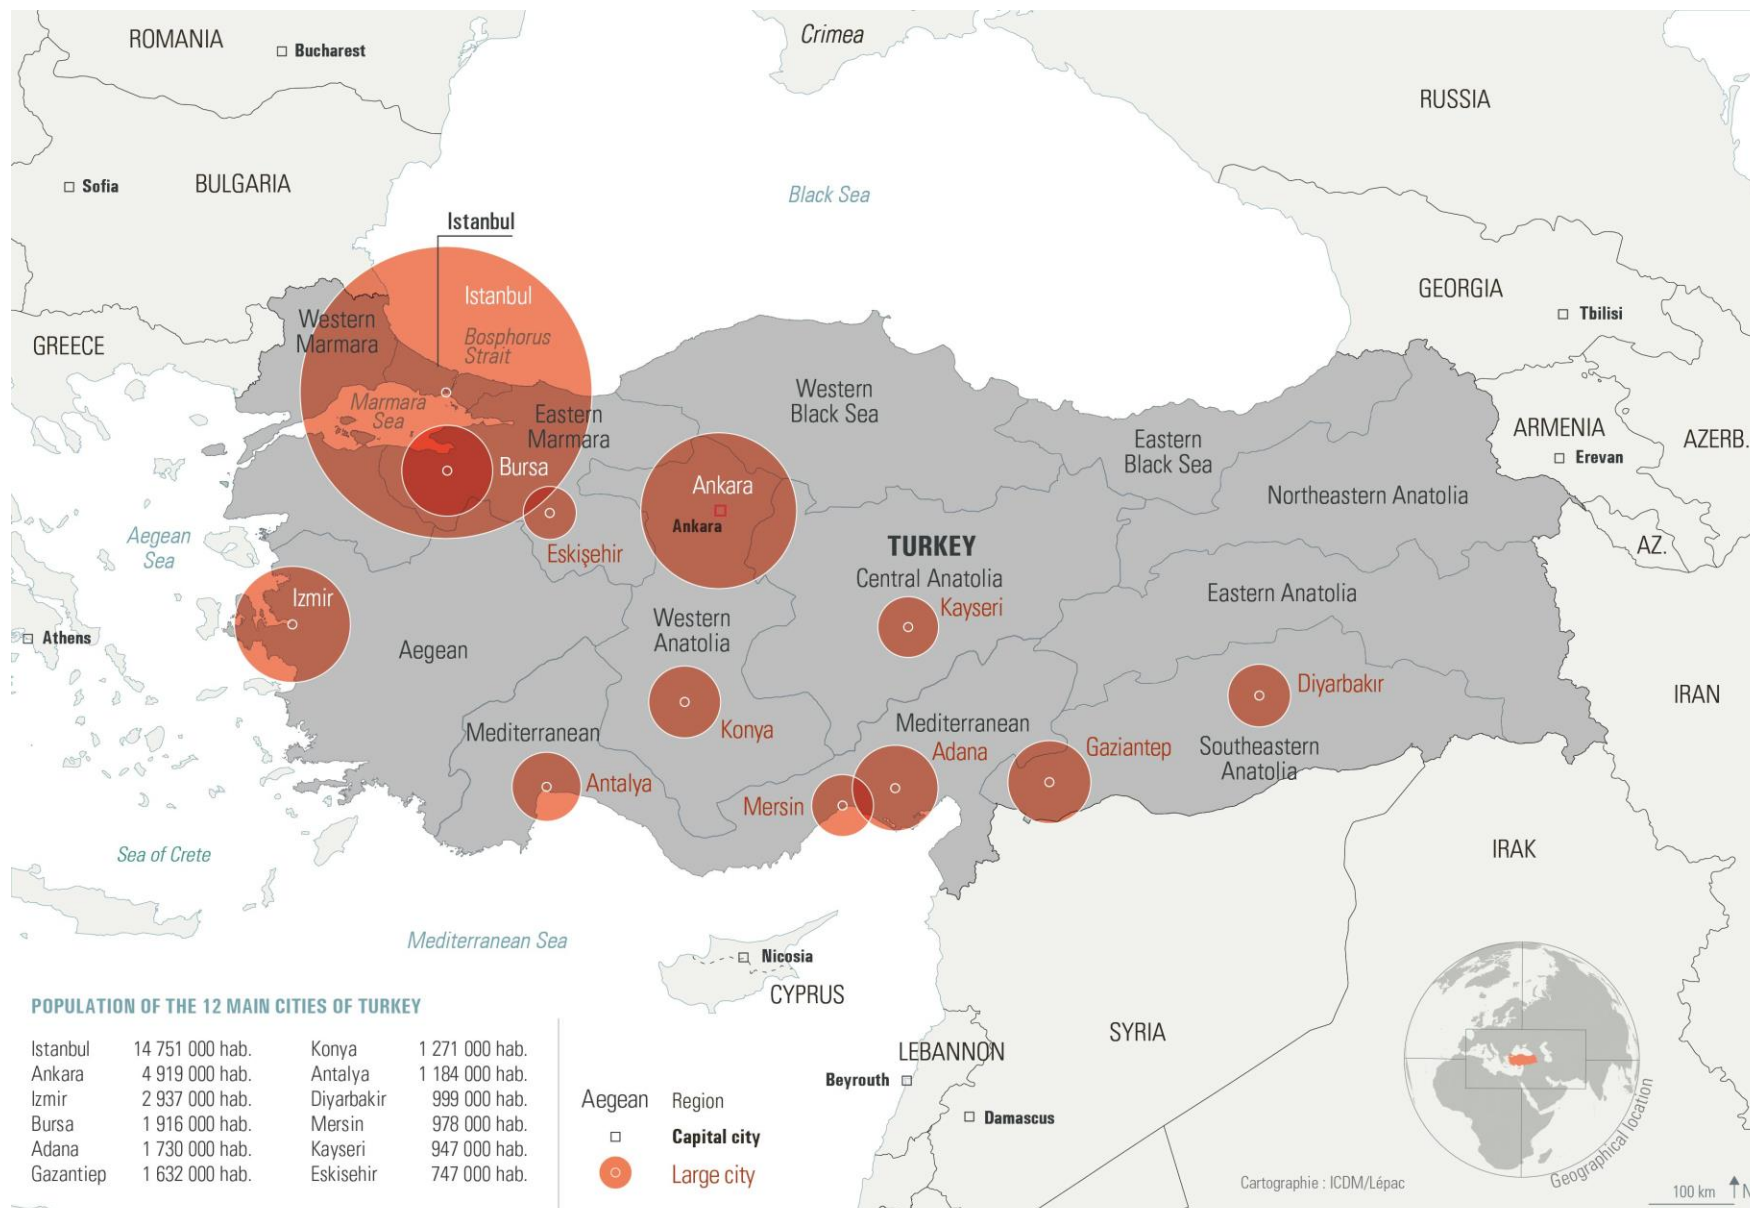 ROMANIA
Bucharest
Crimea
RUSSIA
Sofia
BULGARIA
Black Sea
Istanbul
Istanbul
GEORGIA
Tbilisi
Western
Marmara
Bosphorus
Strait
GREECE
Marmara
Sea
Eastern
Marmara
Western
Black Sea
Eastern
Black Sea
ARMENIA
Erevan
AZERB.
Bursa
Ankara
Ankara
Northeastern Anatolia
Aegean
Sea
Eskişehir
TURKEY
Central Anatolia
AZ.
Izmir
Kayseri
Eastern Anatolia
Athens
Aegean
Western
Anatolia
Diyarbakır
IRAN
Konya
Mediterranean
Mediterranean
Adana
Gaziantep
Southeastern
Anatolia
Antalya
Mersin
Sea of Crete
IRAK
Mediterranean Sea
Nicosia
CYPRUS
SYRIA
LEBANNON
Beyrouth
Damascus
POPULATION OF THE 12 MAIN CITIES OF TURKEY
Istanbul 14 751 000 hab. Konya 1 271 000 hab.
Ankara 4 919 000 hab. Antalya 1 184 000 hab.
Izmir 2 937 000 hab. Diyarbakir 999 000 hab.
Bursa 1 916 000 hab. Mersin 978 000 hab.
Adana 1 730 000 hab. Kayseri 947 000 hab.
Gazantiep 1 632 000 hab. Eskisehir 747 000 hab.
Aegean Region
Capital city
Large city
Geographical location
Cartographie : ICDM/Lépac
100 km N